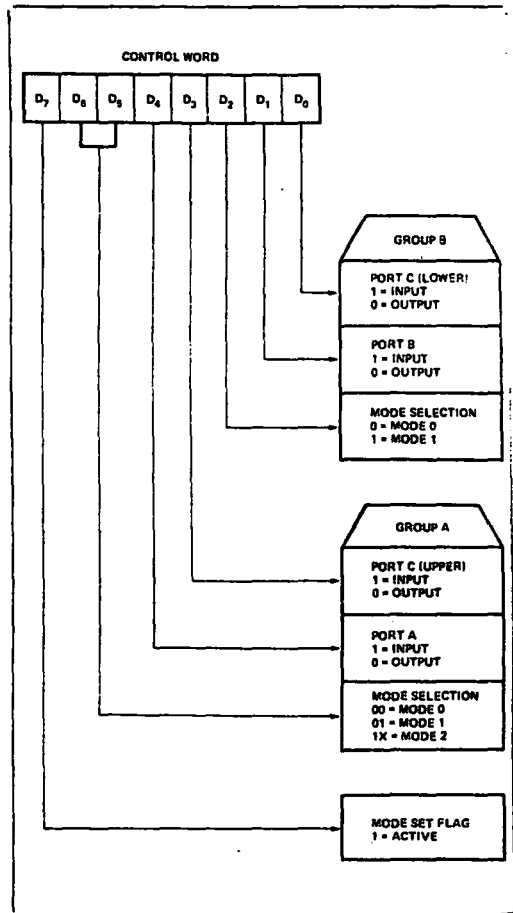 CONTROL WORD
D7 D6 D5 D4 D3 D2 D1 D0
GROUP B
PORT C (LOWER)
1 = INPUT
0 = OUTPUT
PORT B
1 = INPUT
0 = OUTPUT
MODE SELECTION
0 = MODE 0
1 = MODE 1
GROUP A
PORT C (UPPER)
1 = INPUT
0 = OUTPUT
PORT A
1 = INPUT
0 = OUTPUT
MODE SELECTION
00 = MODE 0
01 = MODE 1
1X = MODE 2
MODE SET FLAG
1 = ACTIVE